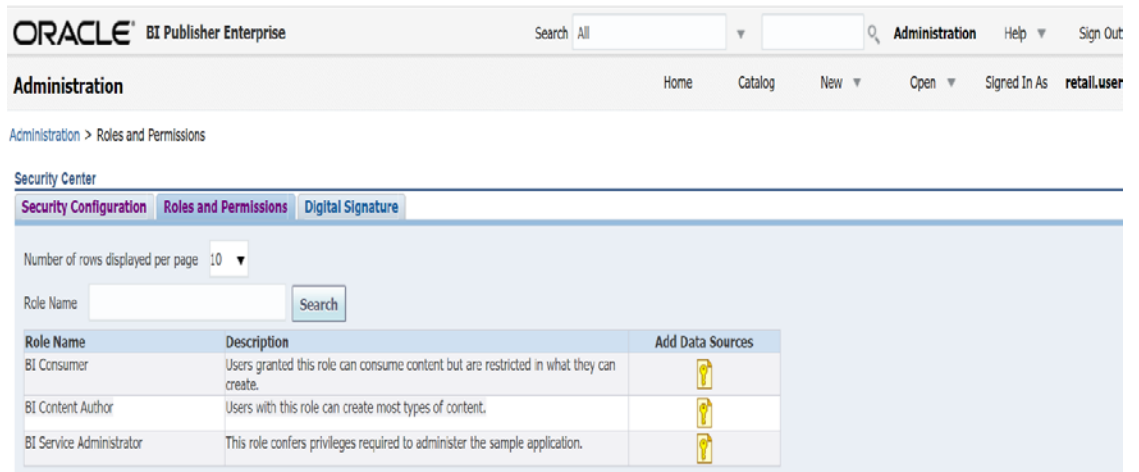 ORACLE BI Publisher Enterprise Search All Administration Help Sign Out
Administration Home Catalog New Open Signed In As retail.user
Administration > Roles and Permissions
Security Center
Security Configuration Roles and Permissions Digital Signature
Number of rows displayed per page 10
Role Name Search
Role Name Description Add Data Sources
BI Consumer Users granted this role can consume content but are restricted in what they can
create.
BI Content Author Users with this role can create most types of content.
BI Service Administrator This role confers privileges required to administer the sample application.